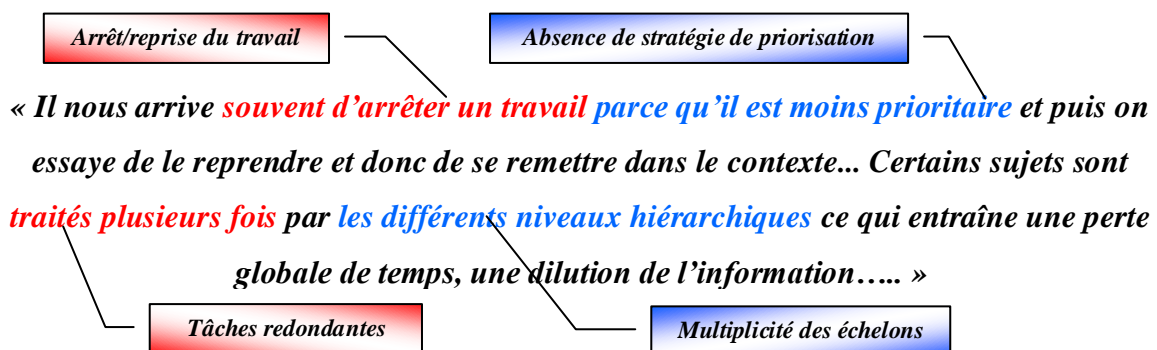 Arrêt/reprise du travail
Absence de stratégie de priorisation
« Il nous arrive souvent d’arrêter un travail parce qu’il est moins prioritaire et puis on
essaye de le reprendre et donc de se remettre dans le contexte... Certains sujets sont
traités plusieurs fois par les différents niveaux hiérarchiques ce qui entraîne une perte
globale de temps, une dilution de l’information….. »
Tâches redondantes
Multiplicité des échelons